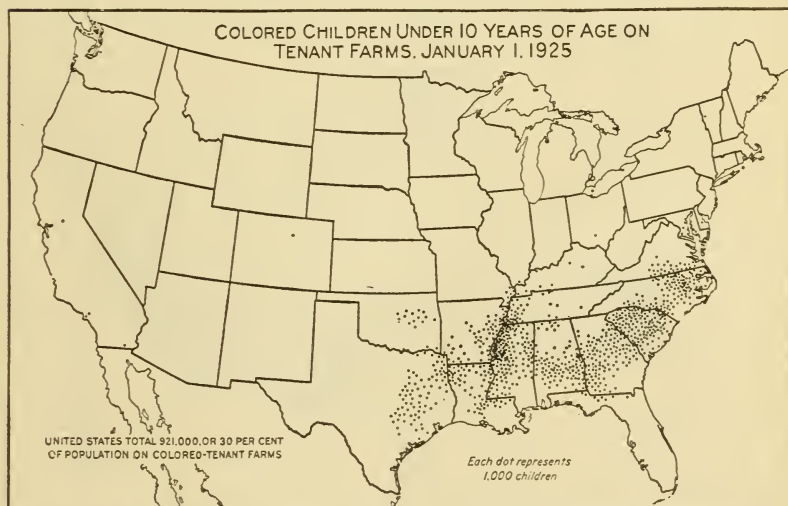 COLORED CHILDREN UNDER 10 YEARS OF AGE ON
TENANT FARMS, JANUARY 1, 1925
UNITED STATES TOTAL 921,000, OR 30 PER CENT
OF POPULATION ON COLORED-TENANT FARMS
Each dot represents
1,000 children